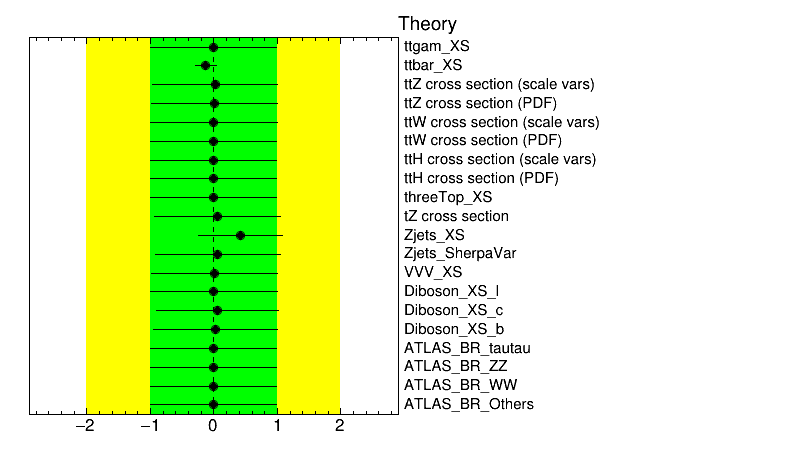 Theory
ttgam_XS
ttbar_XS
ttZ cross section (scale vars)
ttZ cross section (PDF)
ttW cross section (scale vars)
ttW cross section (PDF)
ttH cross section (scale vars)
ttH cross section (PDF)
threeTop_XS
tZ cross section
Zjets_XS
Zjets_SherpaVar
VVV_XS
Diboson_XS_l
Diboson_XS_c
Diboson_XS_b
ATLAS_BR_tautau
ATLAS_BR_ZZ
ATLAS_BR_WW
ATLAS_BR_Others
−2 −1 0 1 2